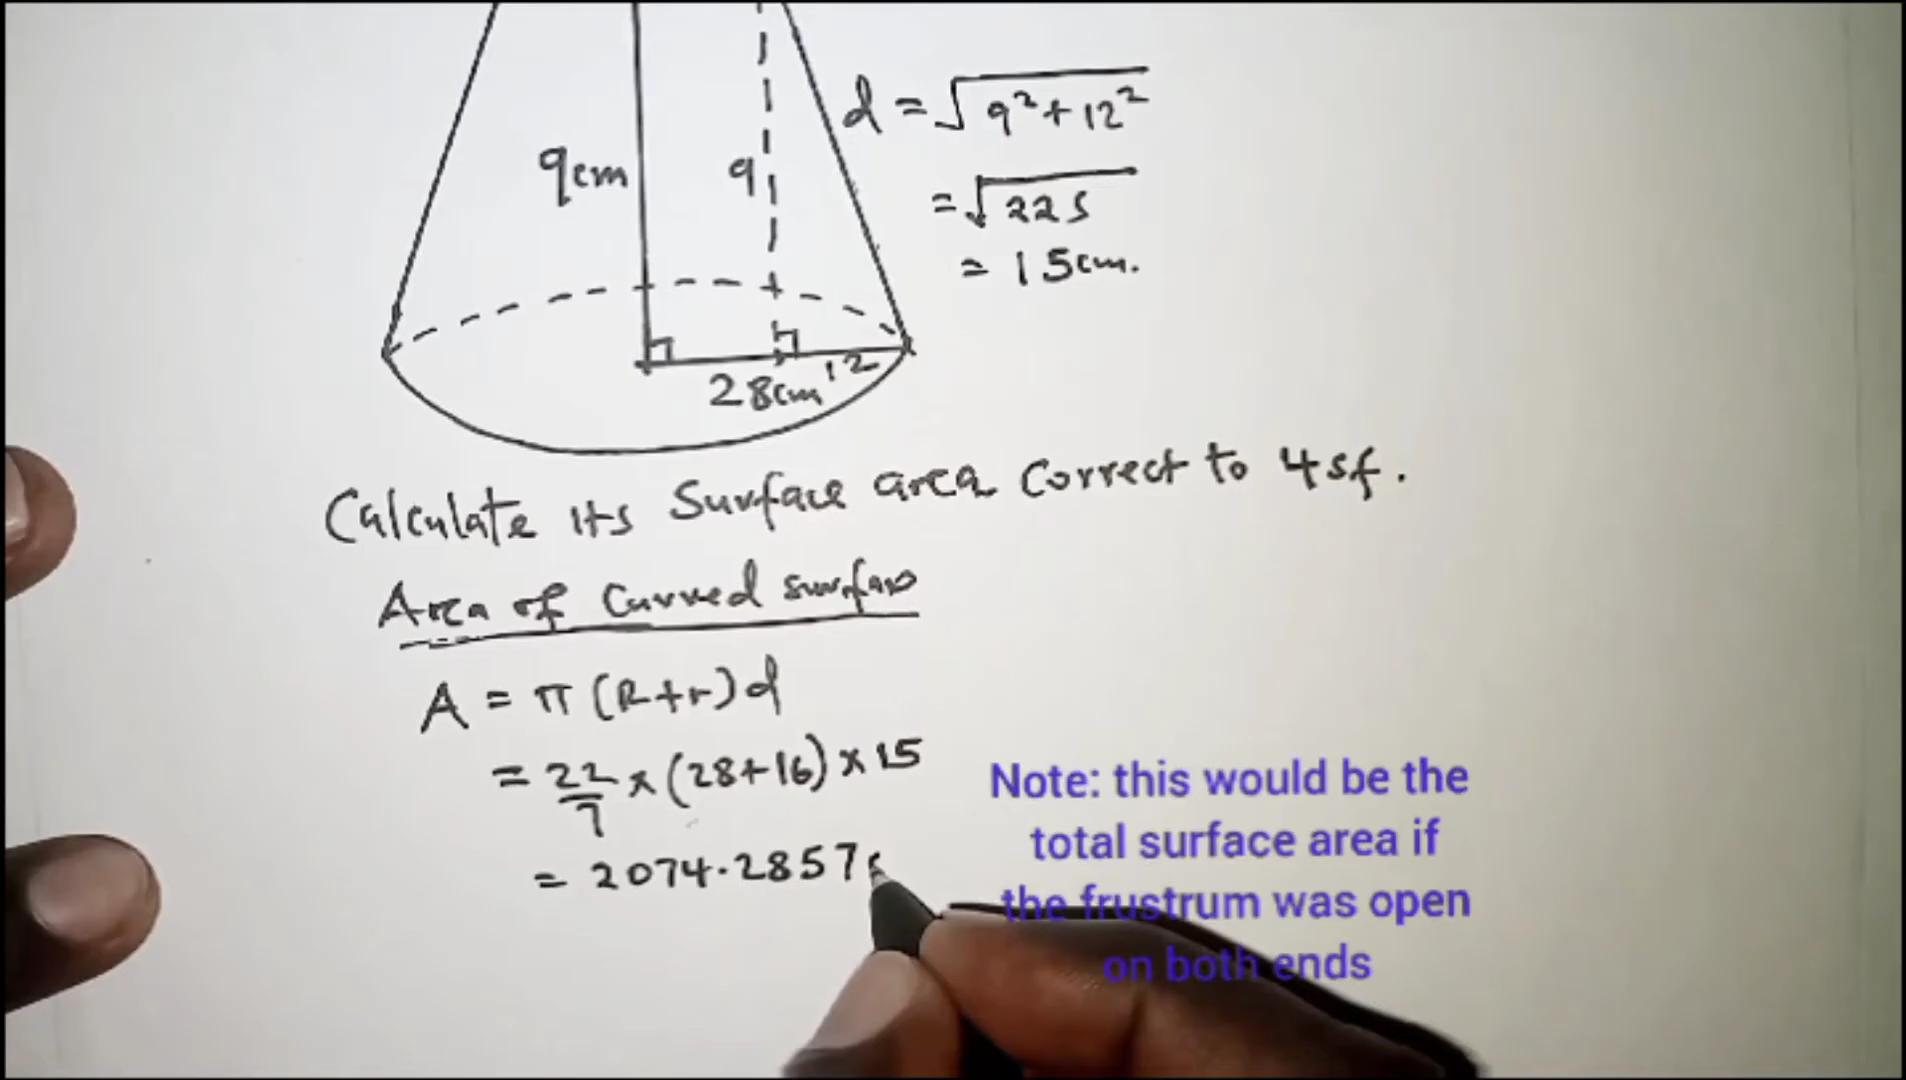 d = √9²+12²
9cm
9
= √225
= 15cm.
28cm
12
Calculate its surface area correct to 4sf.
Area of curved surface
A = π (R+r)d
= 22/7 × (28+16) × 15
= 2074.2857
Note: this would be the
total surface area if
the frustrum was open
on both ends